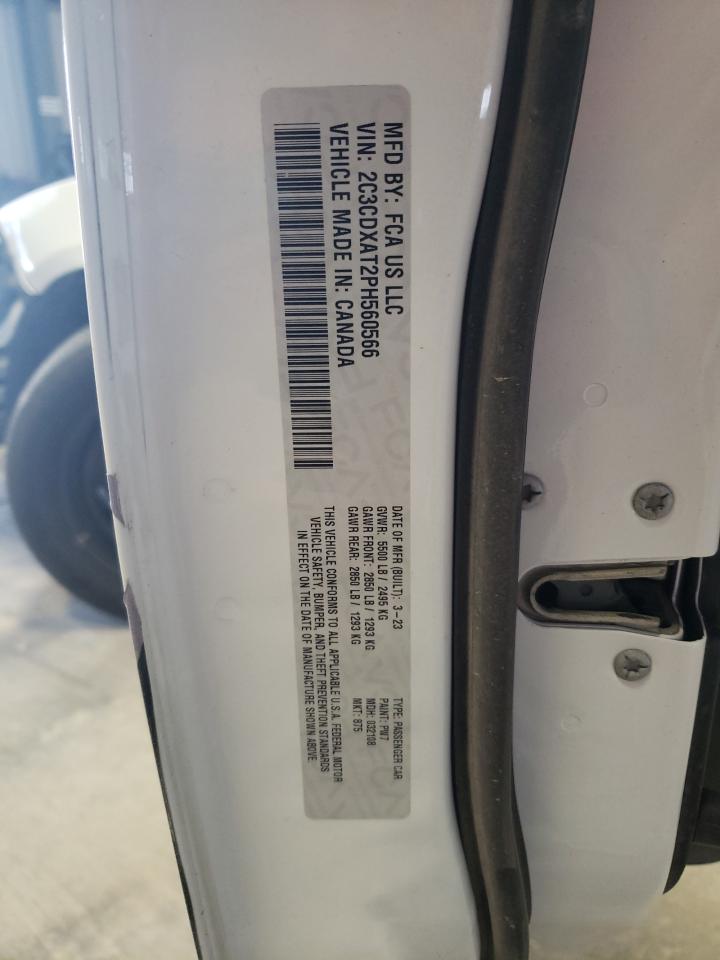 MFD BY: FCA US LLC
VIN: 2C3CDXAT2PH560566
VEHICLE MADE IN: CANADA
DATE OF MFR (BUILT): 3-23
GVWR: 5500 LB / 2495 KG
GAWR FRONT: 2850 LB / 1293 KG
GAWR REAR: 2850 LB / 1293 KG
THIS VEHICLE CONFORMS TO ALL APPLICABLE U.S.A. FEDERAL MOTOR
VEHICLE SAFETY, BUMPER, AND THEFT PREVENTION STANDARDS
IN EFFECT ON THE DATE OF MANUFACTURE SHOWN ABOVE.
TYPE: PASSENGER CAR
PAINT: PW7
MDH: 032108
MKT: 875